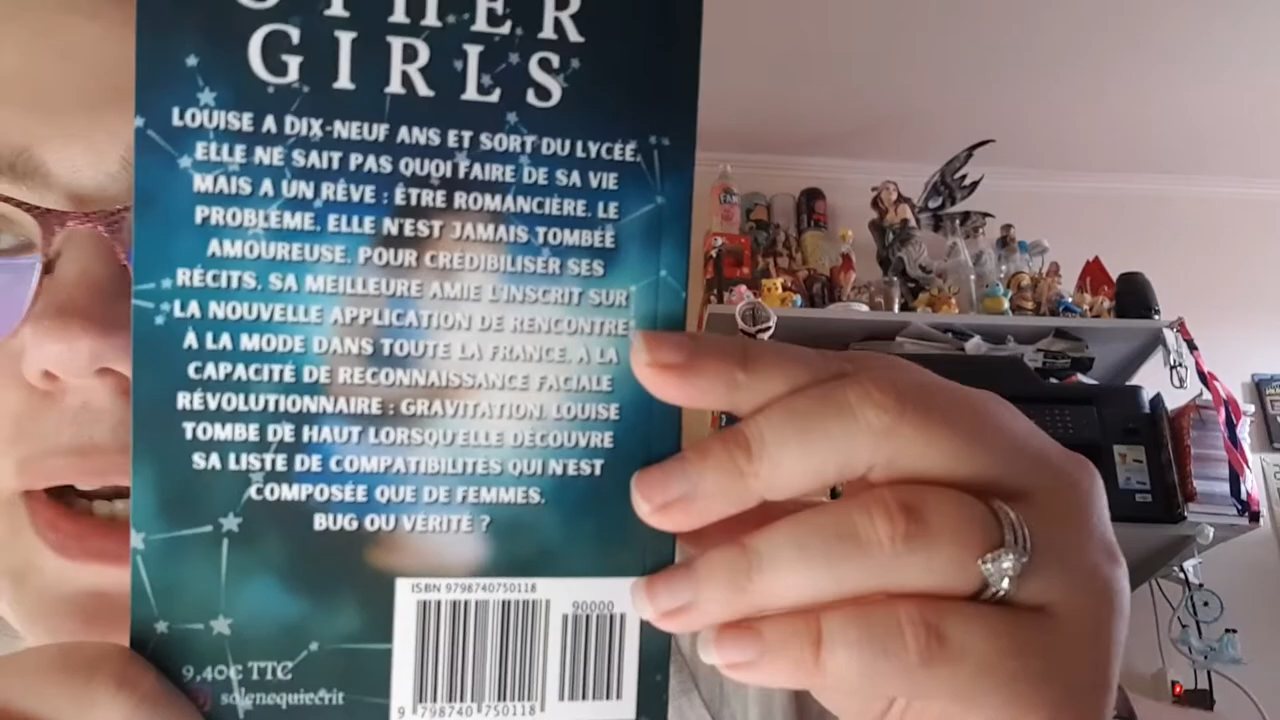 OTHER
GIRLS
LOUISE A DIX-NEUF ANS ET SORT DU LYCÉE.
ELLE NE SAIT PAS QUOI FAIRE DE SA VIE
MAIS A UN RÊVE : ÊTRE ROMANCIÈRE. LE
PROBLÈME, ELLE N'EST JAMAIS TOMBÉE
AMOUREUSE. POUR CRÉDIBILISER SES
RÉCITS, SA MEILLEURE AMIE L'INSCRIT SUR
LA NOUVELLE APPLICATION DE RENCONTRE
À LA MODE DANS TOUTE LA FRANCE, À LA
CAPACITÉ DE RECONNAISSANCE FACIALE
RÉVOLUTIONNAIRE : GRAVITATION. LOUISE
TOMBE DE HAUT LORSQU'ELLE DÉCOUVRE
SA LISTE DE COMPATIBILITÉS QUI N'EST
COMPOSÉE QUE DE FEMMES.
BUG OU VÉRITÉ ?
ISBN 9798740750118
90000
9 798740 750118
9,40€ TTC
solenequiecrit